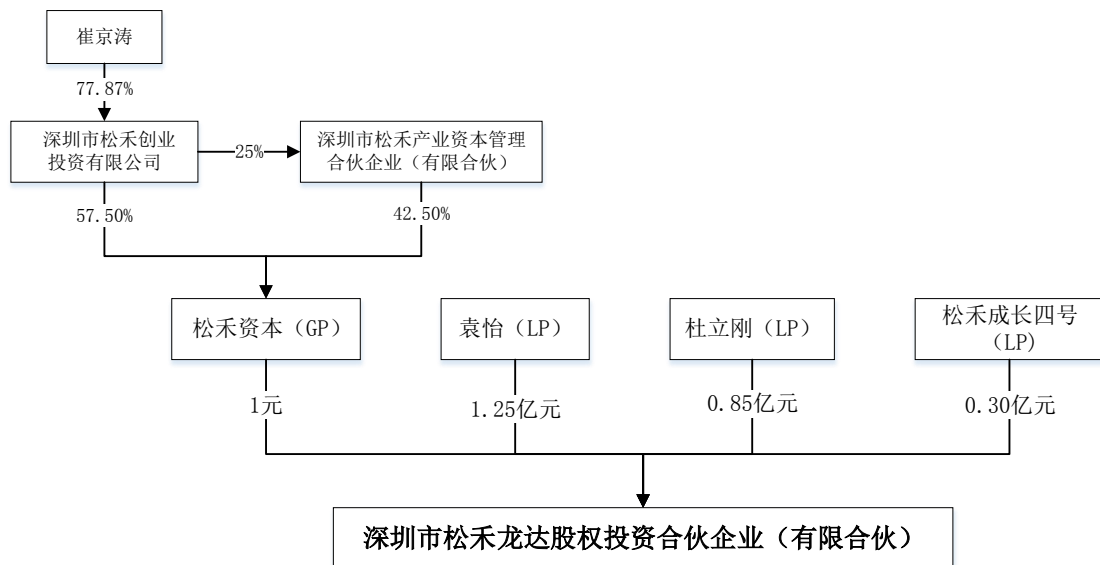 崔京涛
77.87%
深圳市松禾创业
投资有限公司
25%
深圳市松禾产业资本管理
合伙企业（有限合伙）
57.50%
42.50%
松禾资本（GP）
袁怡（LP）
杜立刚（LP）
松禾成长四号
（LP)
1元
1.25亿元
0.85亿元
0.30亿元
深圳市松禾龙达股权投资合伙企业（有限合伙）